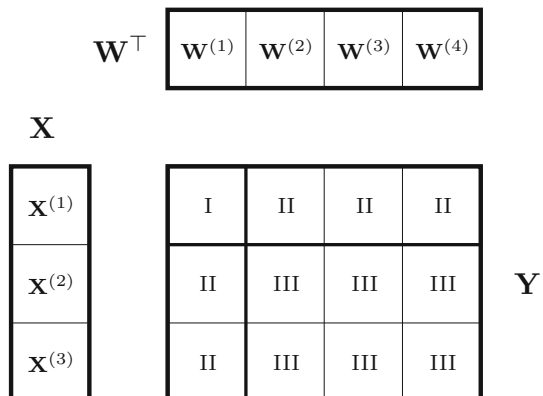 W⊤ W(1) W(2) W(3) W(4)
X
X(1) I II II II
X(2) II III III III Y
X(3) II III III III